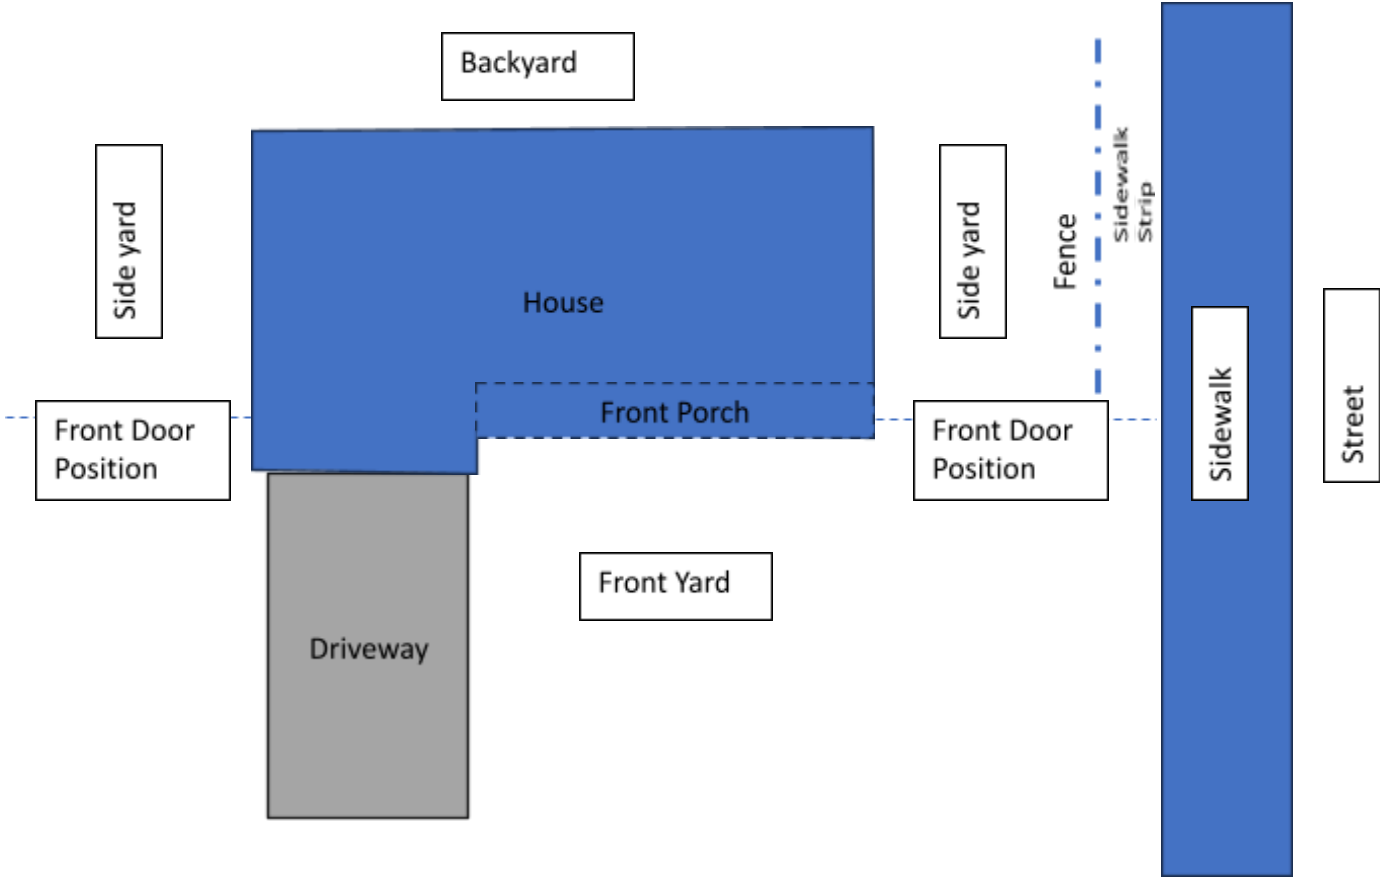 Backyard
Side yard
House
Side yard
Fence
Sidewalk
Strip
Front Door
Position
Front Porch
Front Door
Position
Sidewalk
Street
Front Yard
Driveway